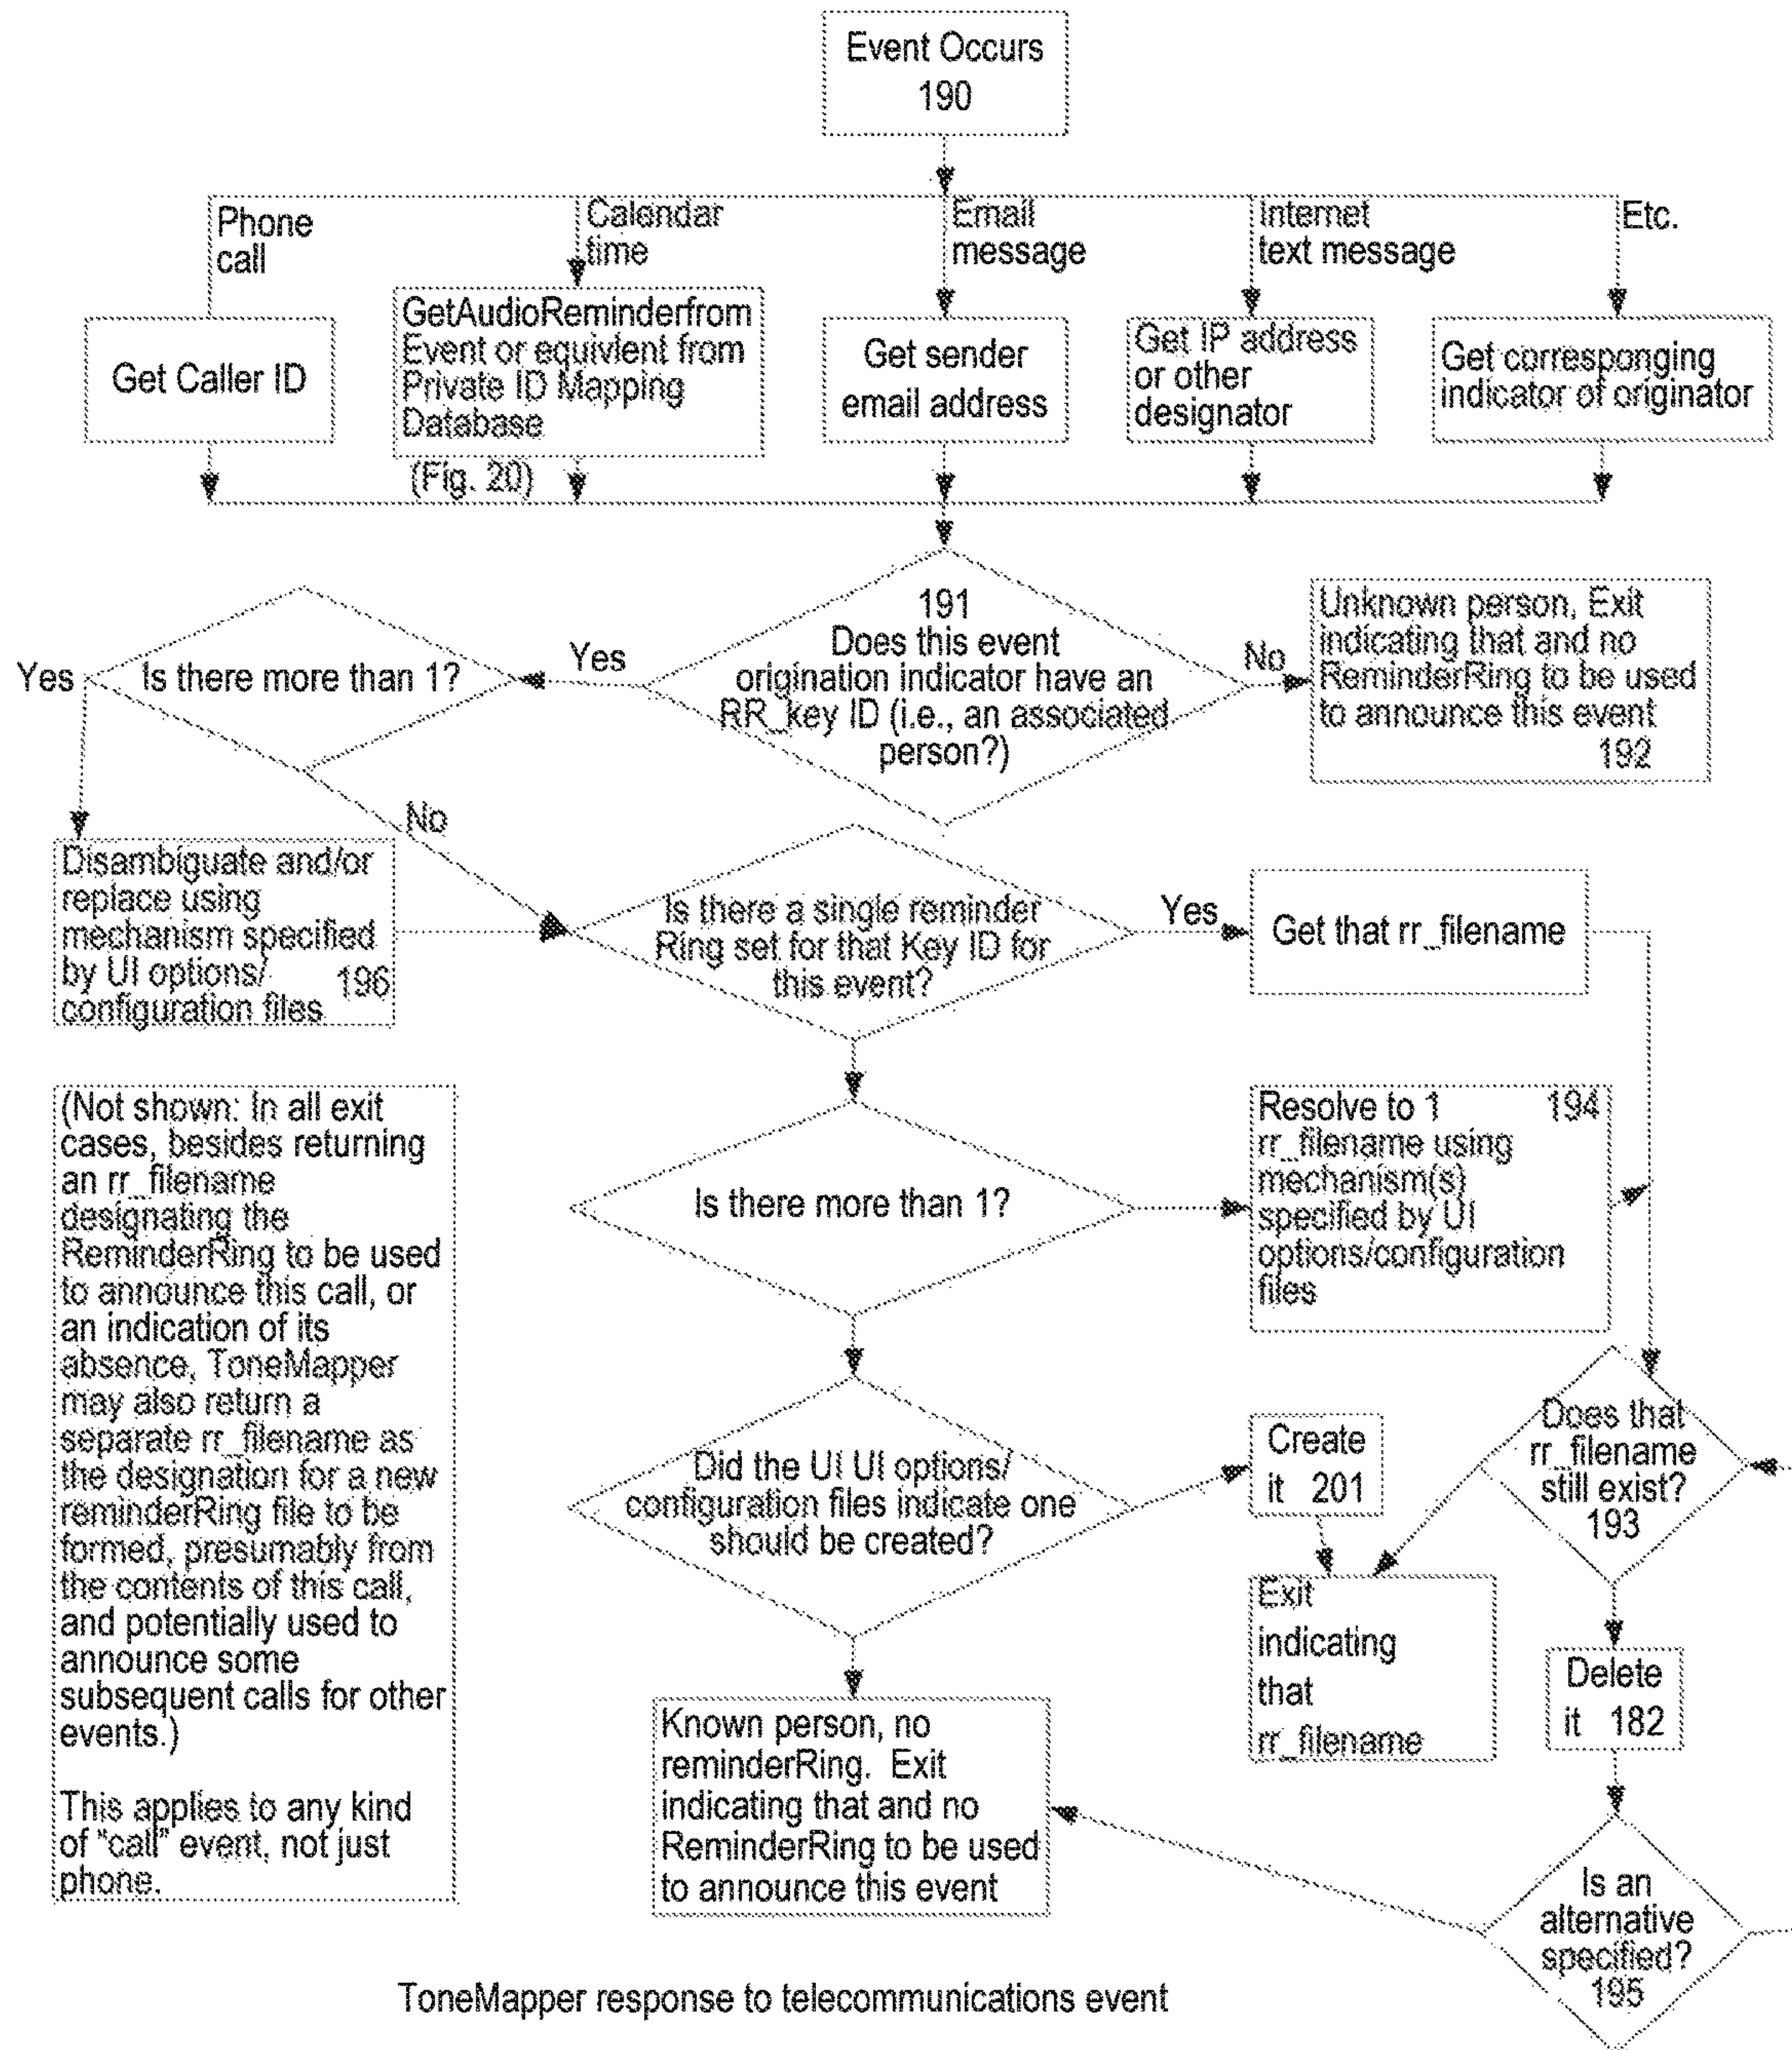 Event Occurs
190
Phone
call
Calendar
time
Email
message
Internet
text message
Etc.
Get Caller ID
GetAudioReminderfrom
Event or equivlent from
Private ID Mapping
Database
(Fig. 20)
Get sender
email address
Get IP address
or other
designator
Get corresponging
indicator of originator
191
Does this event
origination indicator have an
RR_key ID (i.e., an associated
person?)
Yes
No
Unknown person, Exit
indicating that and no
ReminderRing to be used
to announce this event
192
Is there more than 1?
Yes
No
Disambiguate and/or
replace using
mechanism specified
by UI options/
configuration files
196
Is there a single reminder
Ring set for that Key ID for
this event?
Yes
Get that rr_filename
(Not shown: In all exit
cases, besides returning
an rr_filename
designating the
ReminderRing to be used
to announce this call, or
an indication of its
absence, ToneMapper
may also return a
separate rr_filename as
the designation for a new
reminderRing file to be
formed, presumably from
the contents of this call,
and potentially used to
announce some
subsequent calls for other
events.)
This applies to any kind
of "call" event, not just
phone.
Is there more than 1?
Resolve to 1 194
rr_filename using
mechanism(s)
specified by UI
options/configuration
files
Did the UI UI options/
configuration files indicate one
should be created?
Create
it 201
Does that
rr_filename
still exist?
193
Exit
indicating
that
rr_filename
Delete
it 182
Known person, no
reminderRing. Exit
indicating that and no
ReminderRing to be used
to announce this event
Is an
alternative
specified?
195
ToneMapper response to telecommunications event